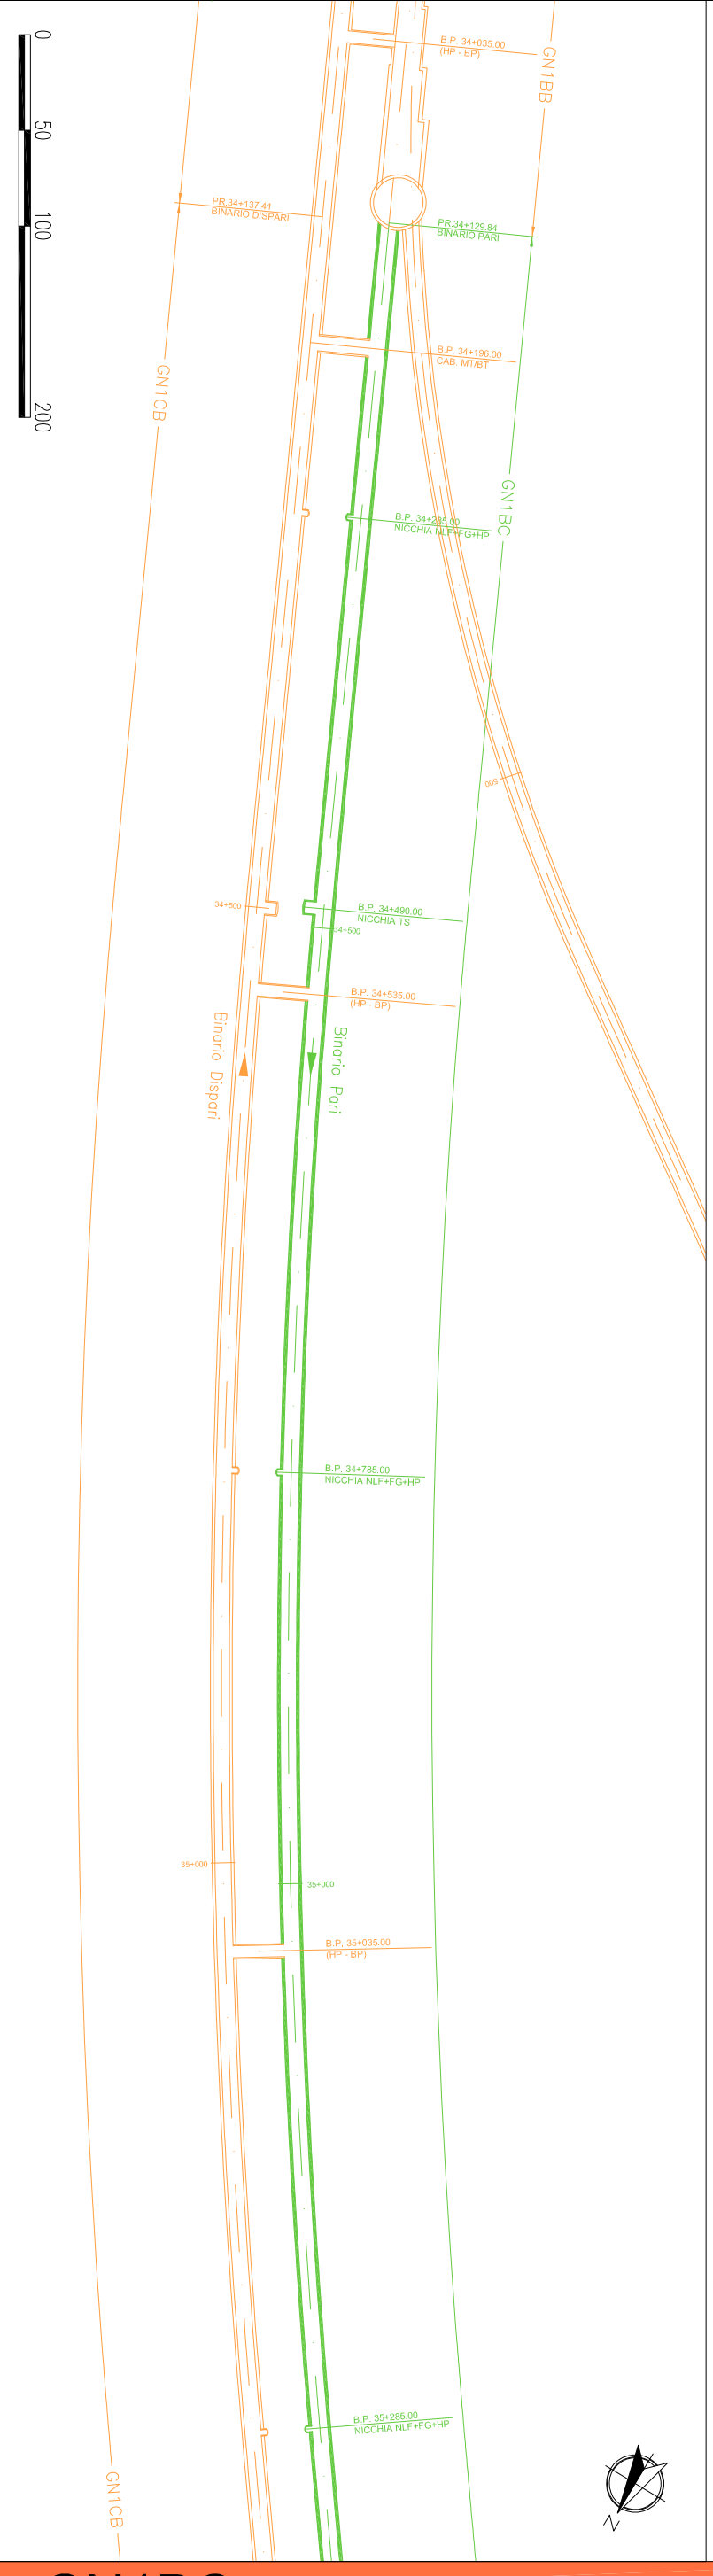 B.P. 34+035.00
(HP - BP)
GN1BB
0
50
100
200
PR.34+137.41
BINARIO DISPARI
PR.34+129.84
BINARIO PARI
B.P. 34+196.00
CAB. MT/BT
GN1CB
GN1BC
B.P. 34+285.00
NICCHIA NLF+FG+HP
500
34+500
B.P. 34+490.00
NICCHIA TS
34+500
B.P. 34+535.00
(HP - BP)
Binario Dispari
Binario Pari
B.P. 34+785.00
NICCHIA NLF+FG+HP
35+000
35+000
B.P. 35+035.00
(HP - BP)
B.P. 35+285.00
NICCHIA NLF+FG+HP
GN1CB
N